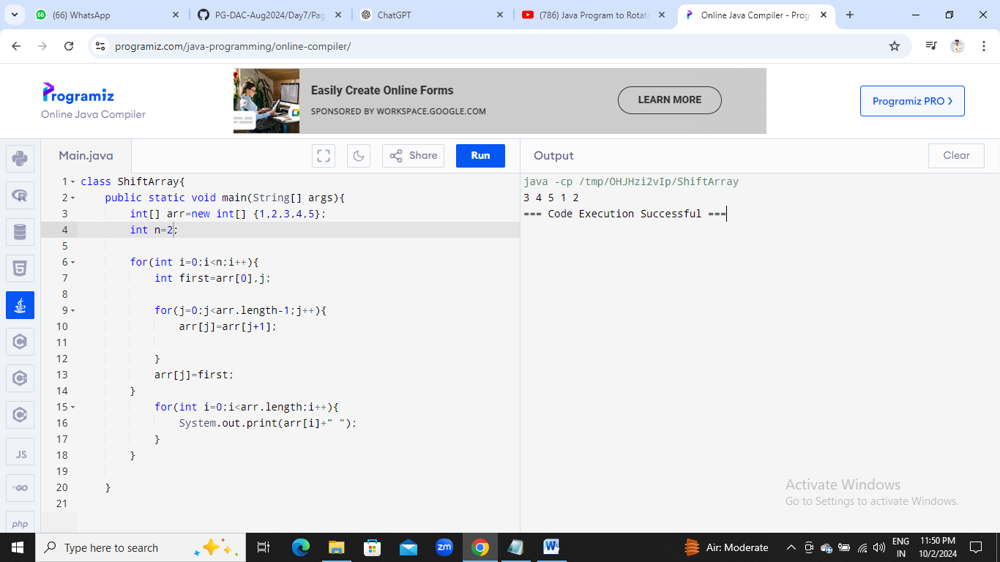 (66) WhatsApp
PG-DAC-Aug2024/Day7/Pag
ChatGPT
(786) Java Program to Rotate
Online Java Compiler - Prog
programiz.com/java-programming/online-compiler/
Programiz
Online Java Compiler
Easily Create Online Forms
SPONSORED BY WORKSPACE.GOOGLE.COM
LEARN MORE
Programiz PRO >
Main.java
Share
Run
Output
Clear
1 class ShiftArray{
2 public static void main(String[] args){
3 int[] arr=new int[] {1,2,3,4,5};
4 int n=2;
5
6 for(int i=0;i<n;i++){
7 int first=arr[0],j;
8
9 for(j=0;j<arr.length-1;j++){
10 arr[j]=arr[j+1];
11
12 }
13 arr[j]=first;
14 }
15 for(int i=0;i<arr.length;i++){
16 System.out.print(arr[i]+" ");
17 }
18 }
19
20 }
21
java -cp /tmp/OHJHzi2vIp/ShiftArray
3 4 5 1 2
=== Code Execution Successful ===
JS
GO
php
Activate Windows
Go to Settings to activate Windows.
Type here to search
zm
W
Air: Moderate
ENG
IN
11:50 PM
10/2/2024